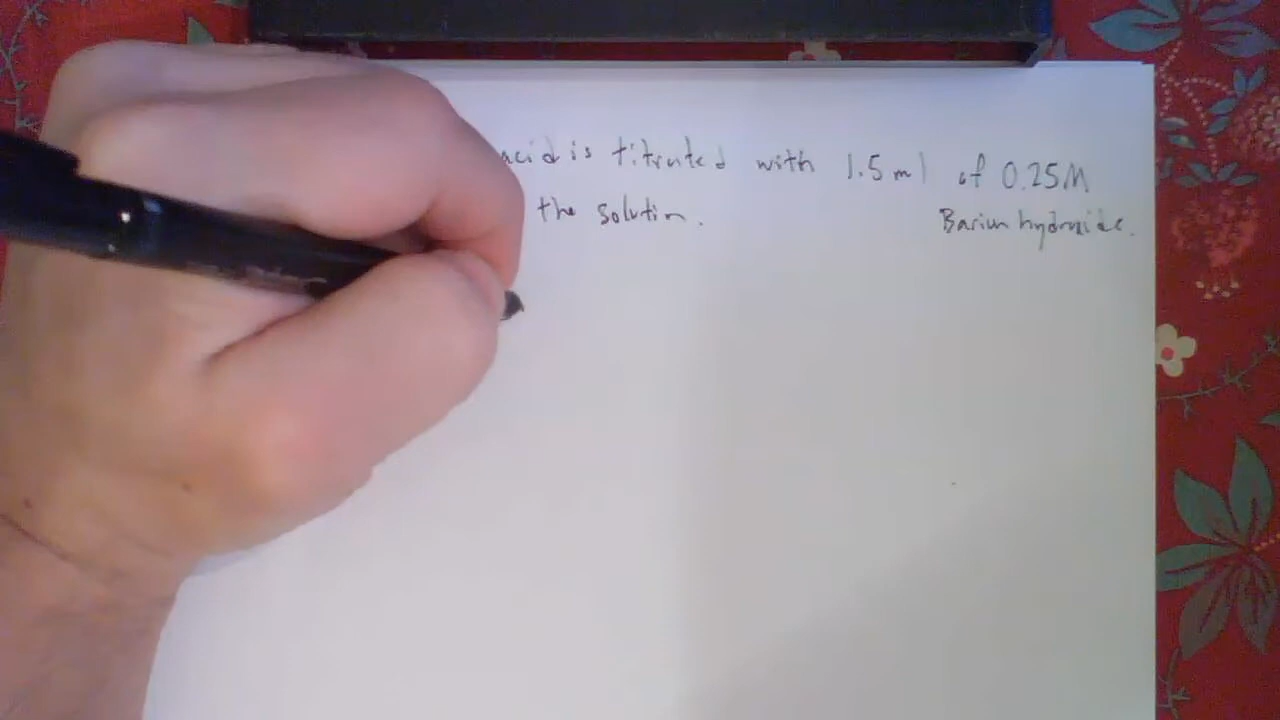 acid is titrated with 1.5 ml of 0.25M
the solution. Barium hydroxide.